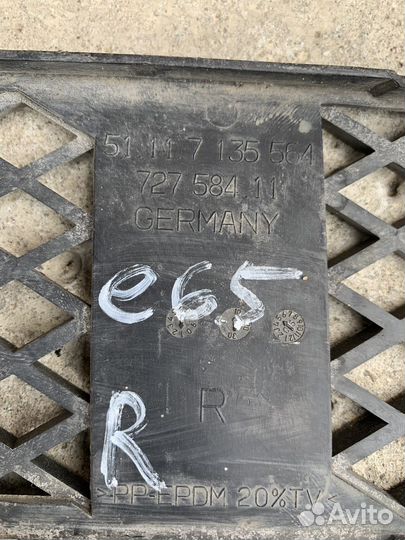 51.11 7 135 564
727 584 11
GERMANY
e65
R
R
>PP-EPDM 20%TV<
Avito